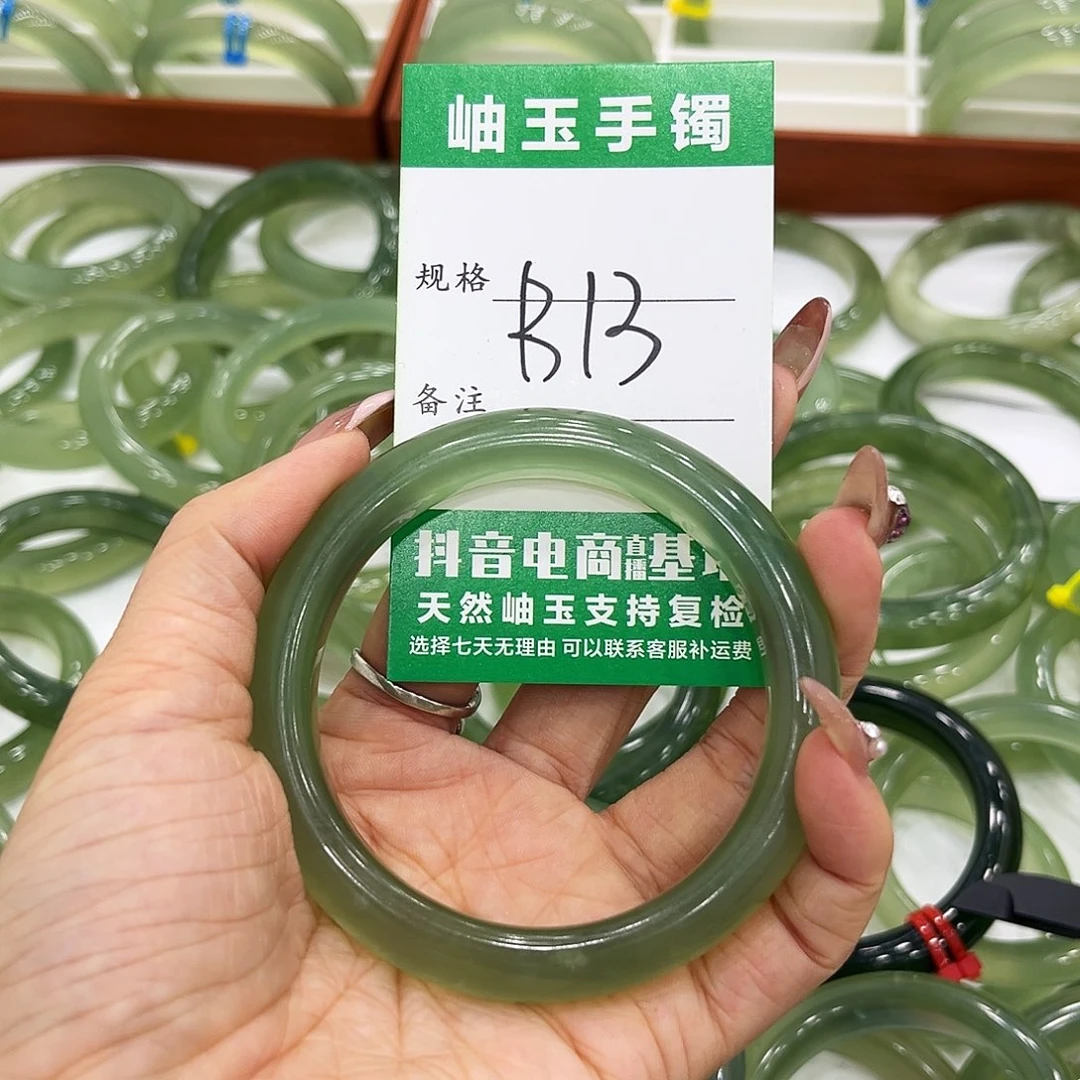 岫玉手镯
规格 B13
备注
抖音电商直播基
天然岫玉支持复检
选择七天无理由 可以联系客服补运费